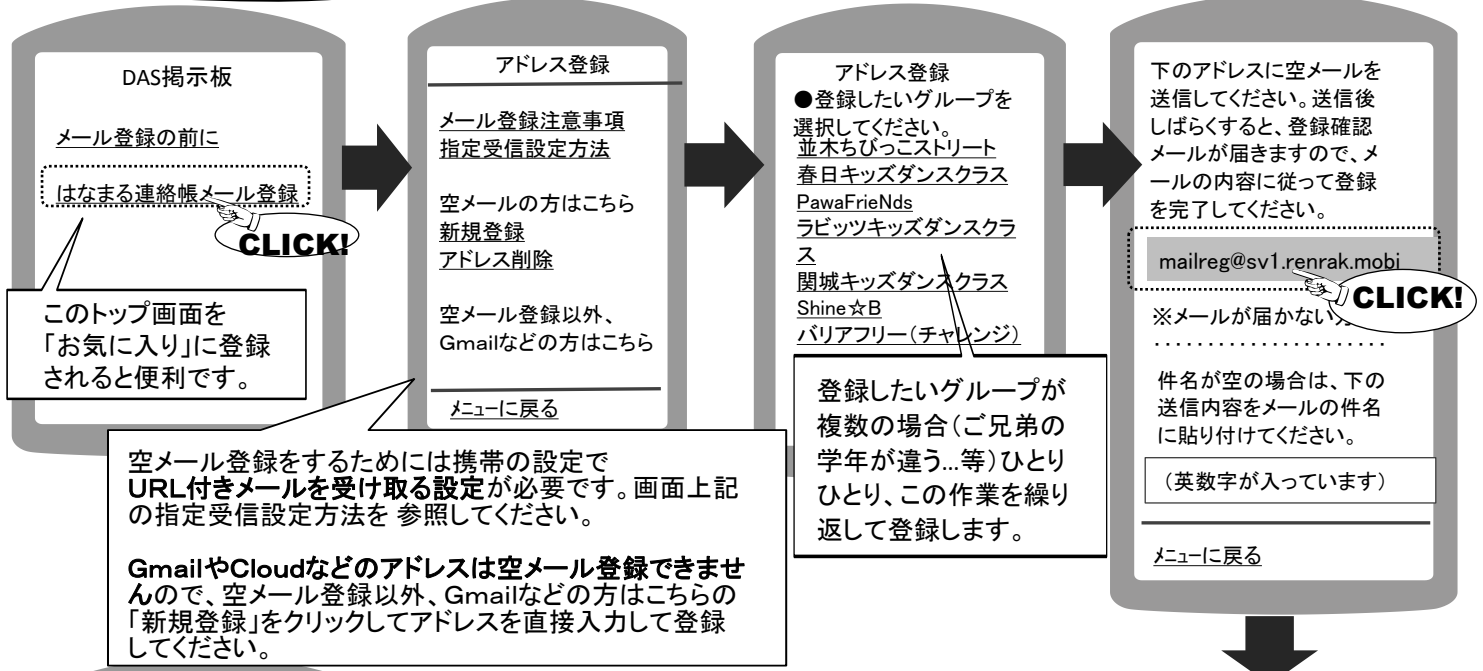 DAS掲示板
メール登録の前に
はなまる連絡帳メール登録
CLICK!
このトップ画面を
「お気に入り」に登録
されると便利です。
アドレス登録
メール登録注意事項
指定受信設定方法
空メールの方はこちら
新規登録
アドレス削除
空メール登録以外、
Gmailなどの方はこちら
メニューに戻る
空メール登録をするためには携帯の設定で
URL付きメールを受け取る設定が必要です。画面上記
の指定受信設定方法を 参照してください。
GmailやCloudなどのアドレスは空メール登録できませ
んので、空メール登録以外、Gmailなどの方はこちらの
「新規登録」をクリックしてアドレスを直接入力して登録
してください。
アドレス登録
●登録したいグループを
選択してください。
並木ちびっこストリート
春日キッズダンスクラス
PawaFrieNds
ラビッツキッズダンスクラ
ス
関城キッズダンスクラス
Shine☆B
バリアフリー(チャレンジ)
登録したいグループが
複数の場合(ご兄弟の
学年が違う...等)ひとり
ひとり、この作業を繰り
返して登録します。
下のアドレスに空メールを
送信してください。送信後
しばらくすると、登録確認
メールが届きますので、メ
ールの内容に従って登録
を完了してください。
mailreg@sv1.renrak.mobi
CLICK!
※メールが届かない
......................
件名が空の場合は、下の
送信内容をメールの件名
に貼り付けてください。
(英数字が入っています)
メニューに戻る